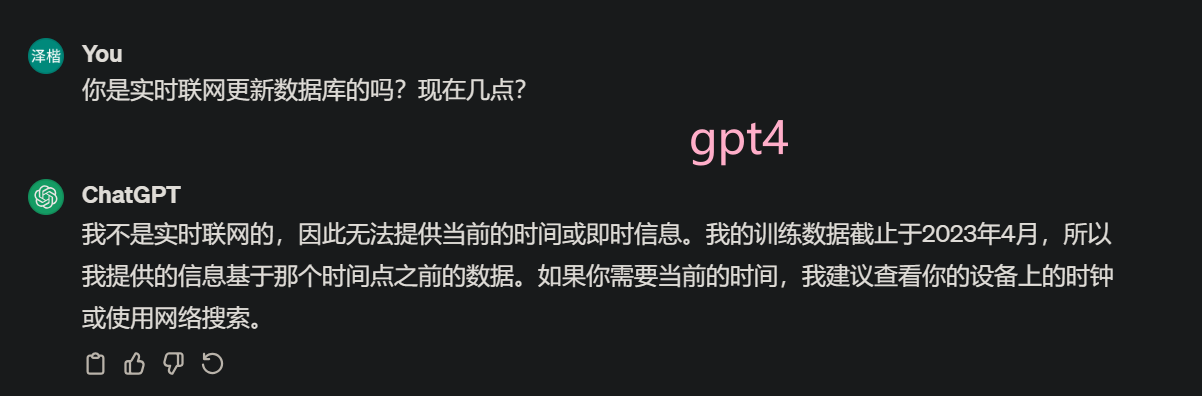 泽楷
You
你是实时联网更新数据库的吗？现在几点？
gpt4
ChatGPT
我不是实时联网的，因此无法提供当前的时间或即时信息。我的训练数据截止于2023年4月，所以
我提供的信息基于那个时间点之前的数据。如果你需要当前的时间，我建议查看你的设备上的时钟
或使用网络搜索。